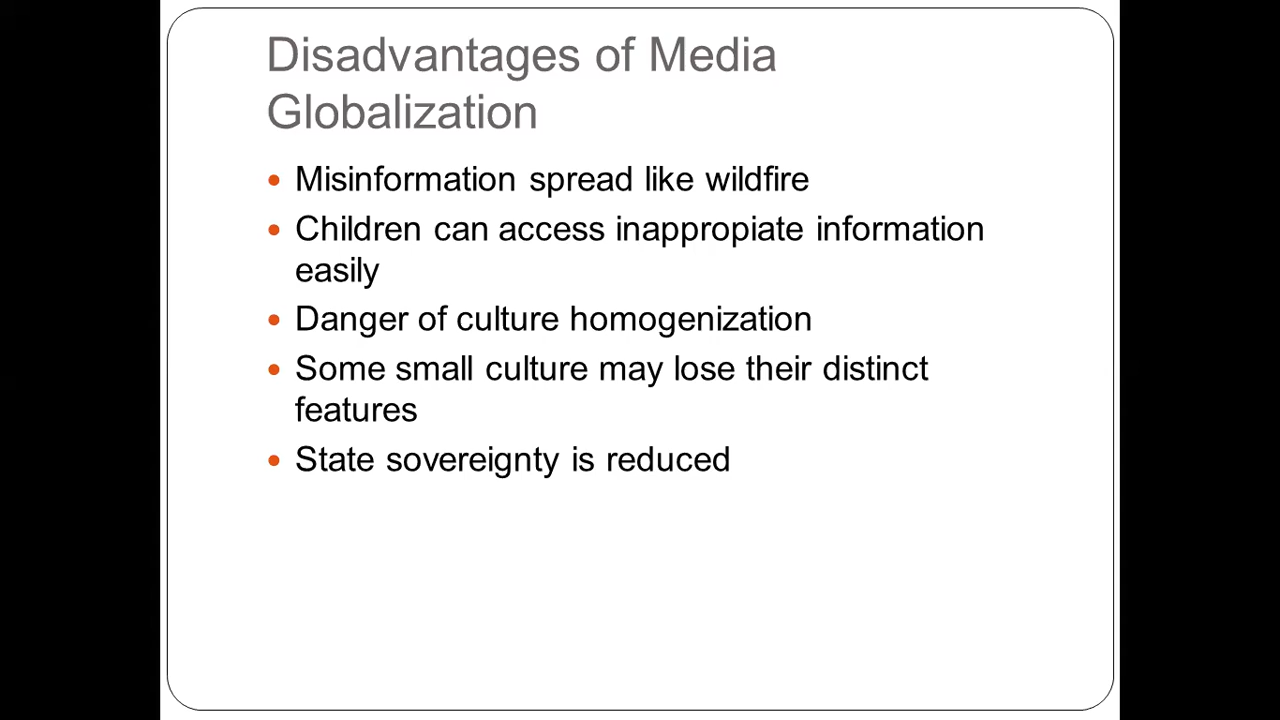 Disadvantages of Media
Globalization
• Misinformation spread like wildfire
• Children can access inappropiate information
easily
• Danger of culture homogenization
• Some small culture may lose their distinct
features
• State sovereignty is reduced